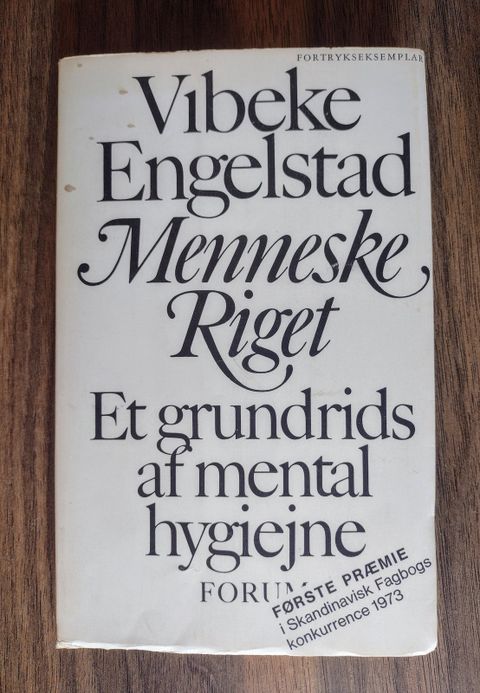 FORTRYKSEKSEMPLAR
Vibeke
Engelstad
Menneske
Riget
Et grundrids
af mental
hygiejne
FORUM
FØRSTE PRÆMIE
i Skandinavisk Fagbogs
konkurrence 1973